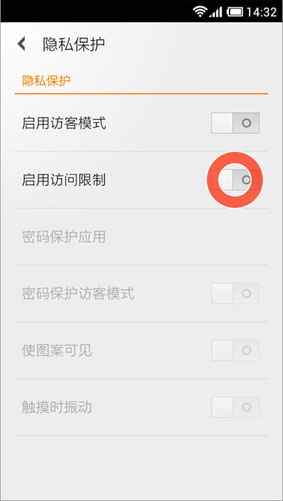 14:32
隐私保护
隐私保护
启用访客模式
启用访问限制
密码保护应用
密码保护访客模式
使图案可见
触摸时振动